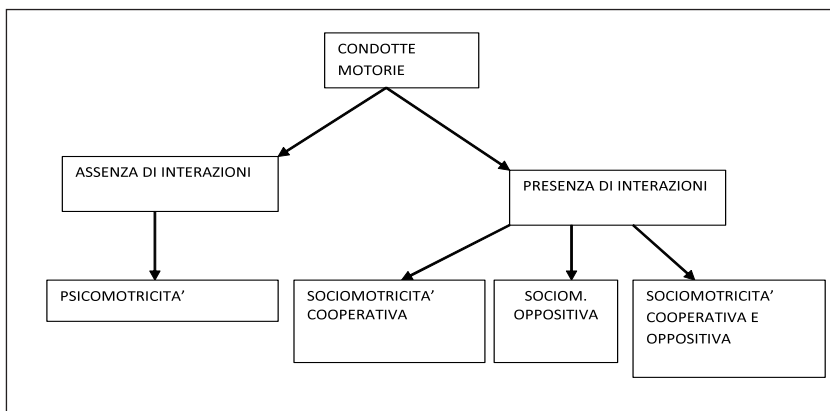 CONDOTTE
MOTORIE
ASSENZA DI INTERAZIONI
PRESENZA DI INTERAZIONI
PSICOMOTRICITA’
SOCIOMOTRICITA’
COOPERATIVA
SOCIOM.
OPPOSITIVA
SOCIOMOTRICITA’
COOPERATIVA E
OPPOSITIVA